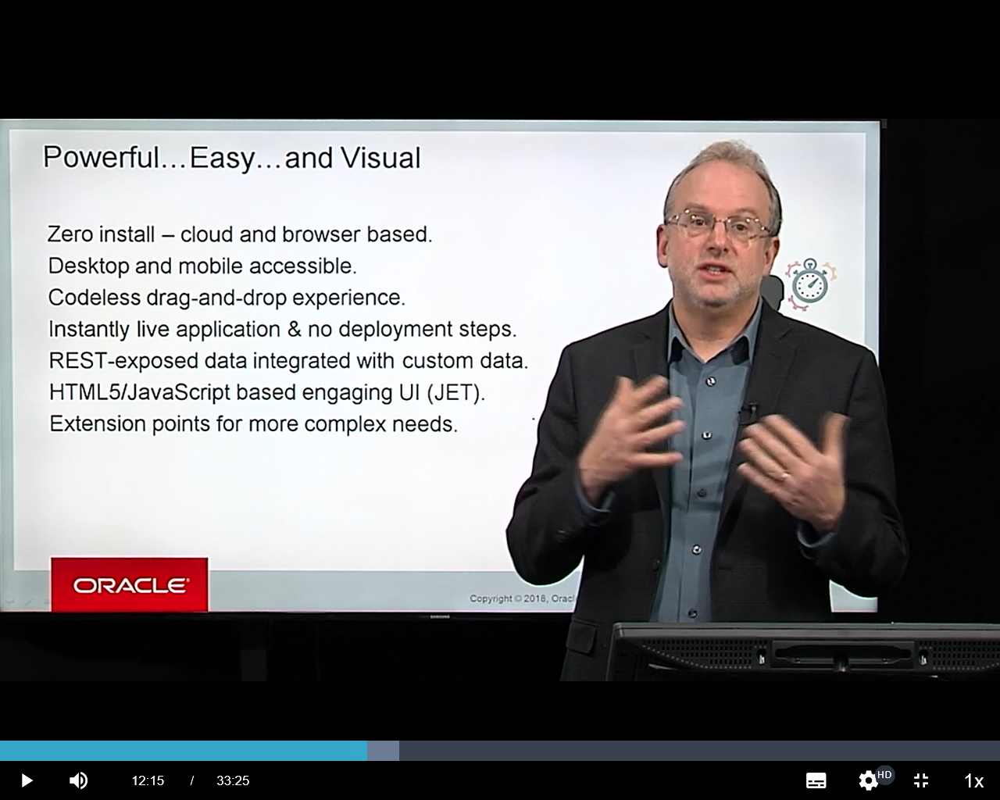 Powerful…Easy…and Visual
Zero install – cloud and browser based.
Desktop and mobile accessible.
Codeless drag-and-drop experience.
Instantly live application & no deployment steps.
REST-exposed data integrated with custom data.
HTML5/JavaScript based engaging UI (JET).
Extension points for more complex needs.
ORACLE
Copyright © 2018,
SAMSUNG
12:15 / 33:25 HD 1x